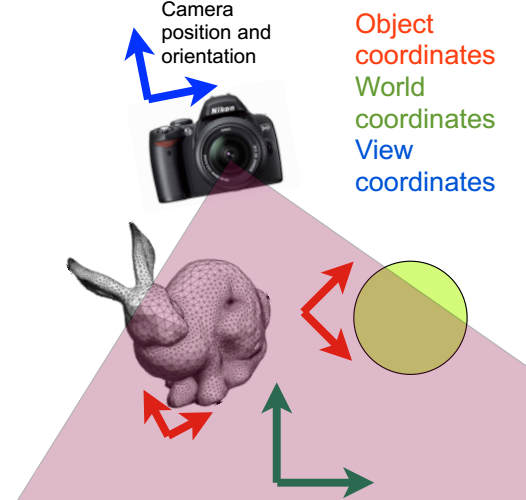 Camera
position and
orientation
Object
coordinates
World
coordinates
View
coordinates
Nikon